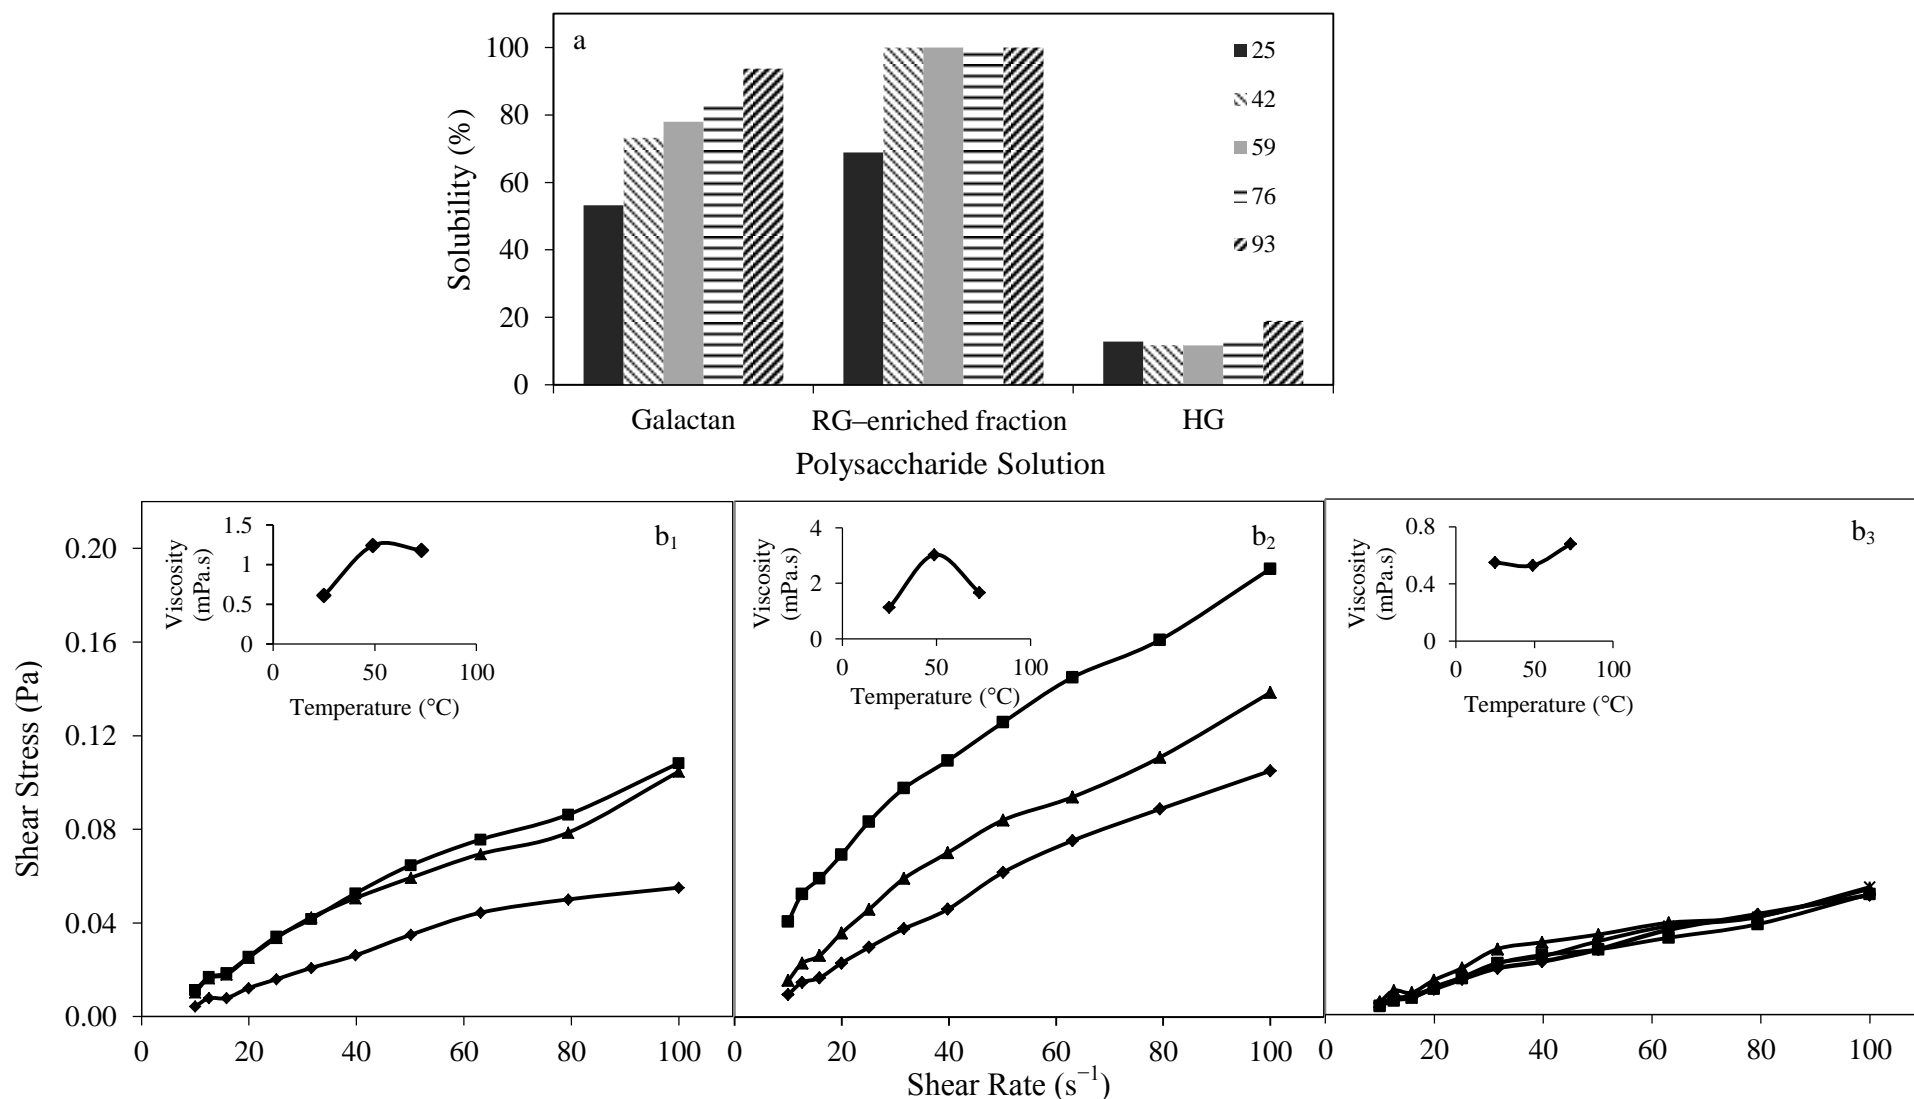 a
100
80
60
40
20
0
Solubility (%)
25
42
59
76
93
Galactan
RG–enriched fraction
HG
Polysaccharide Solution
b1
b2
b3
Shear Stress (Pa)
0.20
0.16
0.12
0.08
0.04
0.00
Viscosity
(mPa.s)
1.5
1
0.5
0
0 50 100
Temperature (°C)
Viscosity
(mPa.s)
4
2
0
0 50 100
Temperature (°C)
Viscosity
(mPa.s)
0.8
0.4
0
0 50 100
Temperature (°C)
0 20 40 60 80 100
0 20 40 60 80 100
0 20 40 60 80 100
Shear Rate (s−1)